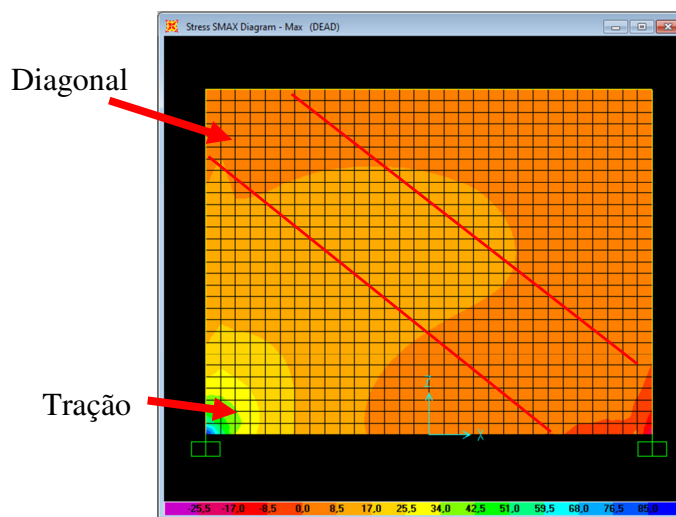 Stress SMAX Diagram - Max (DEAD)
Diagonal
Z
X
Tração
-25,5 -17,0 -8,5 0,0 8,5 17,0 25,5 34,0 42,5 51,0 59,5 68,0 76,5 85,0